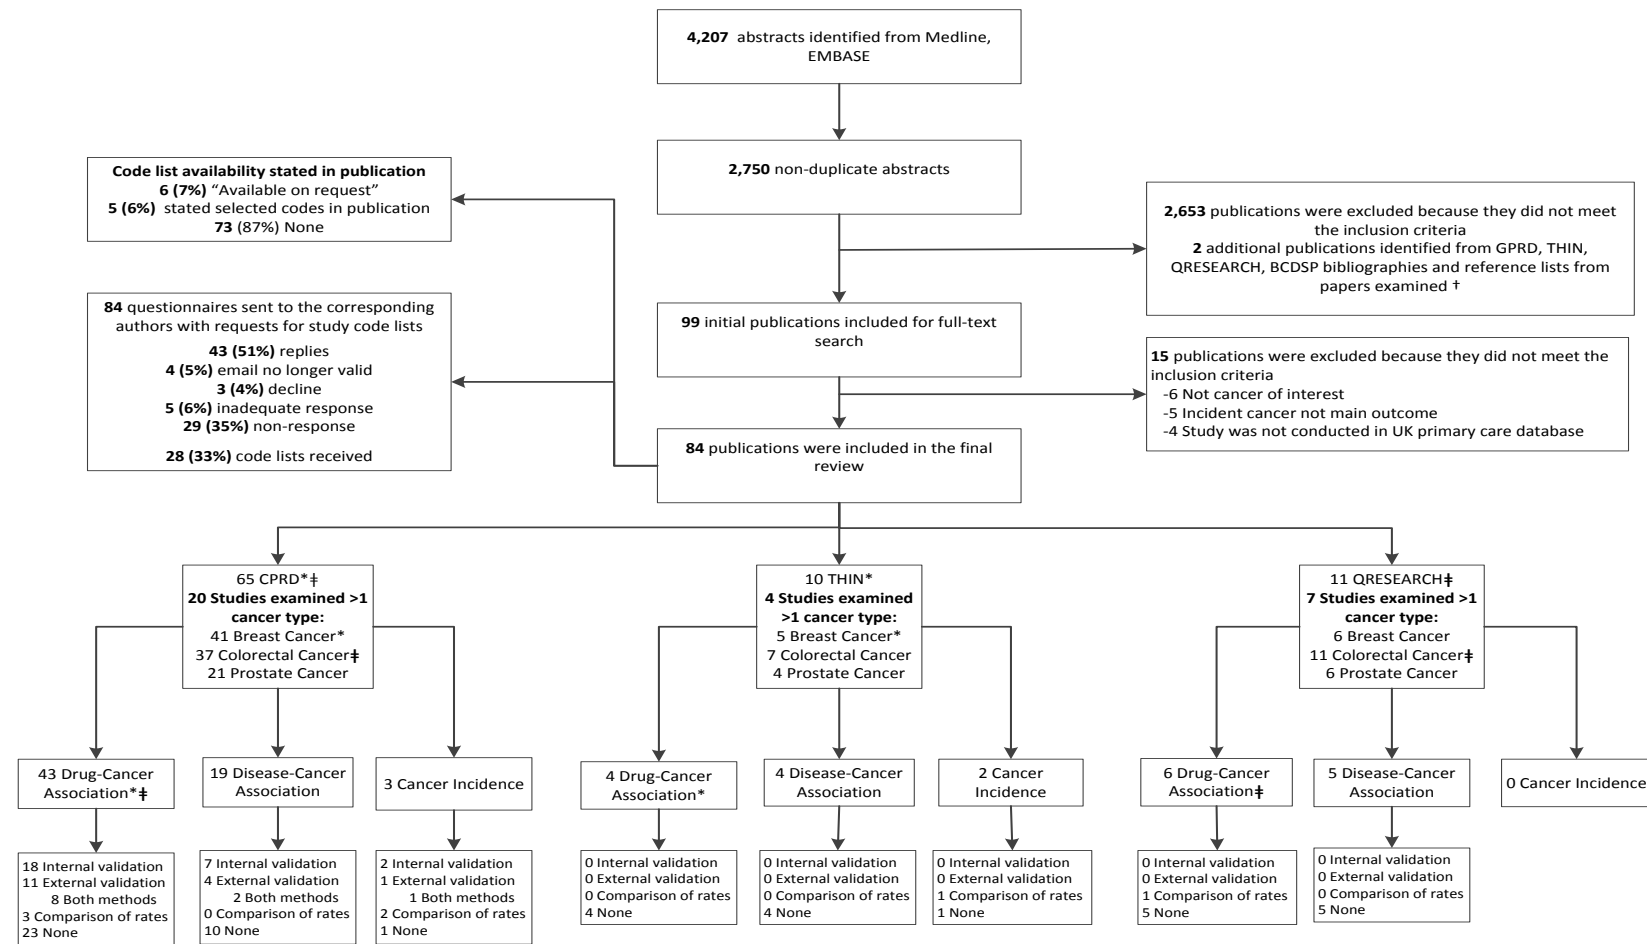 4,207 abstracts identified from Medline,
EMBASE
2,750 non-duplicate abstracts
Code list availability stated in publication
6 (7%) “Available on request”
5 (6%) stated selected codes in publication
73 (87%) None
2,653 publications were excluded because they did not meet
the inclusion criteria
2 additional publications identified from GPRD, THIN,
QRESEARCH, BCDSP bibliographies and reference lists from
papers examined †
84 questionnaires sent to the corresponding
authors with requests for study code lists
43 (51%) replies
4 (5%) email no longer valid
3 (4%) decline
5 (6%) inadequate response
29 (35%) non-response
28 (33%) code lists received
99 initial publications included for full-text
search
15 publications were excluded because they did not meet the
inclusion criteria
-6 Not cancer of interest
-5 Incident cancer not main outcome
-4 Study was not conducted in UK primary care database
84 publications were included in the final
review
65 CPRD*ǂ
20 Studies examined >1
cancer type:
41 Breast Cancer*
37 Colorectal Cancerǂ
21 Prostate Cancer
10 THIN*
4 Studies examined
>1 cancer type:
5 Breast Cancer*
7 Colorectal Cancer
4 Prostate Cancer
11 QRESEARCHǂ
7 Studies examined >1
cancer type:
6 Breast Cancer
11 Colorectal Cancerǂ
6 Prostate Cancer
43 Drug-Cancer
Association*ǂ
19 Disease-Cancer
Association
3 Cancer Incidence
4 Drug-Cancer
Association*
4 Disease-Cancer
Association
2 Cancer
Incidence
6 Drug-Cancer
Associationǂ
5 Disease-Cancer
Association
0 Cancer Incidence
18 Internal validation
11 External validation
8 Both methods
3 Comparison of rates
23 None
7 Internal validation
4 External validation
2 Both methods
0 Comparison of rates
10 None
2 Internal validation
1 External validation
1 Both methods
2 Comparison of rates
1 None
0 Internal validation
0 External validation
0 Comparison of rates
4 None
0 Internal validation
0 External validation
0 Comparison of rates
4 None
0 Internal validation
0 External validation
1 Comparison of rates
1 None
0 Internal validation
0 External validation
1 Comparison of rates
5 None
0 Internal validation
0 External validation
0 Comparison of rates
5 None